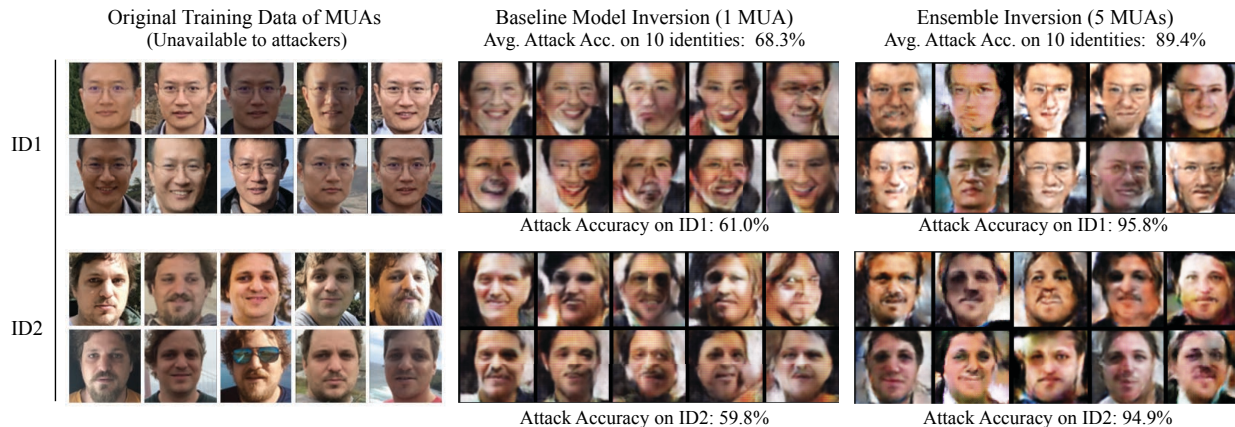 Original Training Data of MUAs
(Unavailable to attackers)
Baseline Model Inversion (1 MUA)
Avg. Attack Acc. on 10 identities: 68.3%
Ensemble Inversion (5 MUAs)
Avg. Attack Acc. on 10 identities: 89.4%
ID1
Attack Accuracy on ID1: 61.0%
Attack Accuracy on ID1: 95.8%
ID2
Attack Accuracy on ID2: 59.8%
Attack Accuracy on ID2: 94.9%